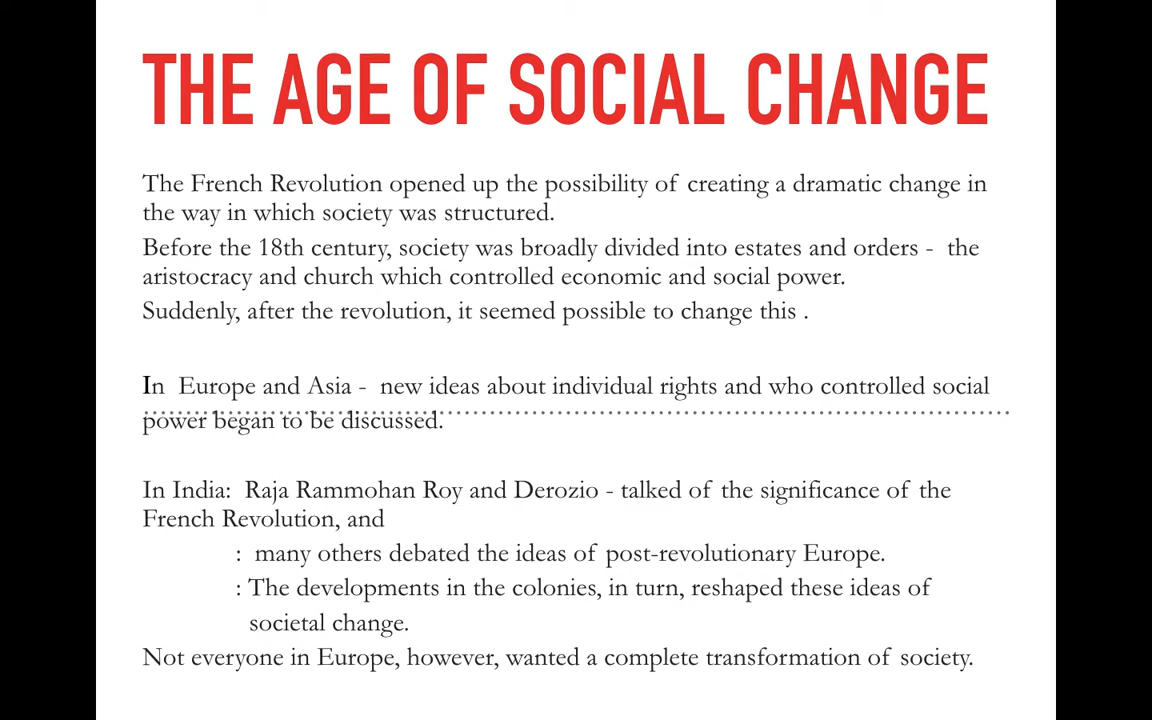 THE AGE OF SOCIAL CHANGE
The French Revolution opened up the possibility of creating a dramatic change in
the way in which society was structured.
Before the 18th century, society was broadly divided into estates and orders - the
aristocracy and church which controlled economic and social power.
Suddenly, after the revolution, it seemed possible to change this .
In Europe and Asia - new ideas about individual rights and who controlled social
power began to be discussed.
In India: Raja Rammohan Roy and Derozio - talked of the significance of the
French Revolution, and
: many others debated the ideas of post-revolutionary Europe.
: The developments in the colonies, in turn, reshaped these ideas of
societal change.
Not everyone in Europe, however, wanted a complete transformation of society.